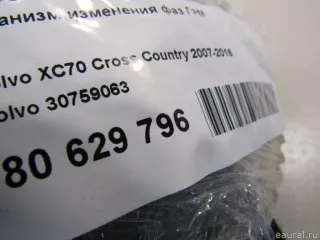 анизм изменения фаз ГРМ
lvo XC70 Cross Country 2007-2016
olvo 30759063
80 629 796
© eaural.ru